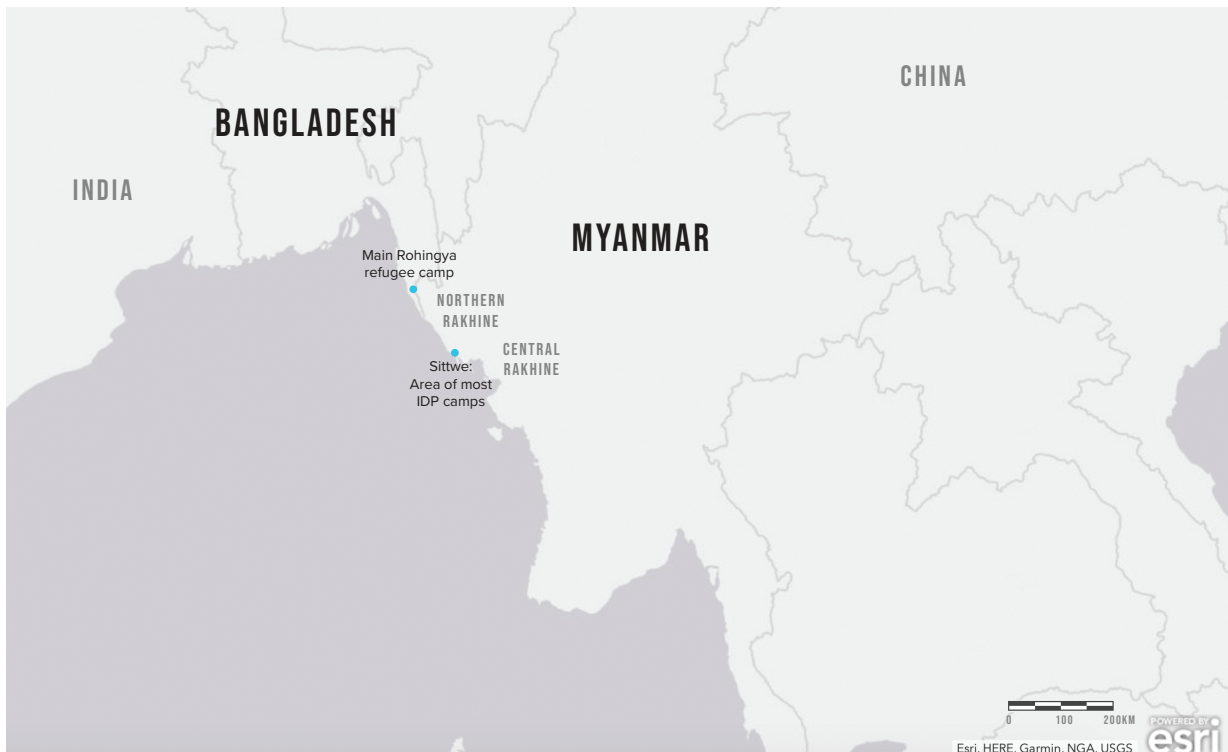 CHINA
BANGLADESH
INDIA
MYANMAR
Main Rohingya
refugee camp
NORTHERN
RAKHINE
CENTRAL
RAKHINE
Sittwe:
Area of most
IDP camps
0 100 200KM
POWERED BY
esri
Esri, HERE, Garmin, NGA, USGS